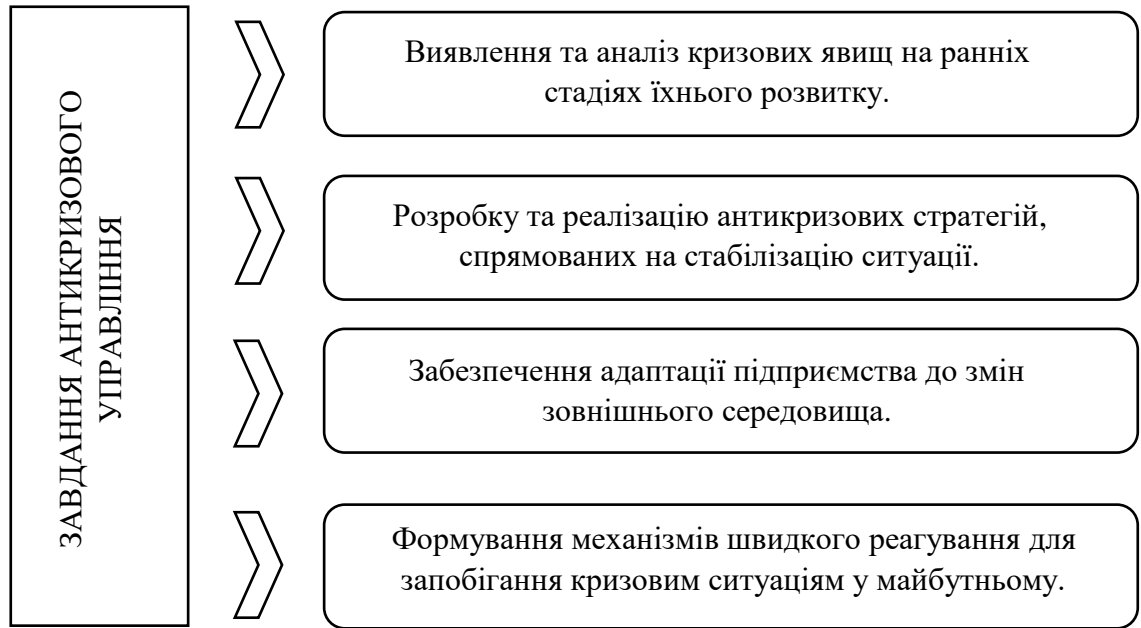 ЗАВДАННЯ АНТИКРИЗОВОГО
УПРАВЛІННЯ
Виявлення та аналіз кризових явищ на ранніх
стадіях їхнього розвитку.
Розробку та реалізацію антикризових стратегій,
спрямованих на стабілізацію ситуації.
Забезпечення адаптації підприємства до змін
зовнішнього середовища.
Формування механізмів швидкого реагування для
запобігання кризовим ситуаціям у майбутньому.